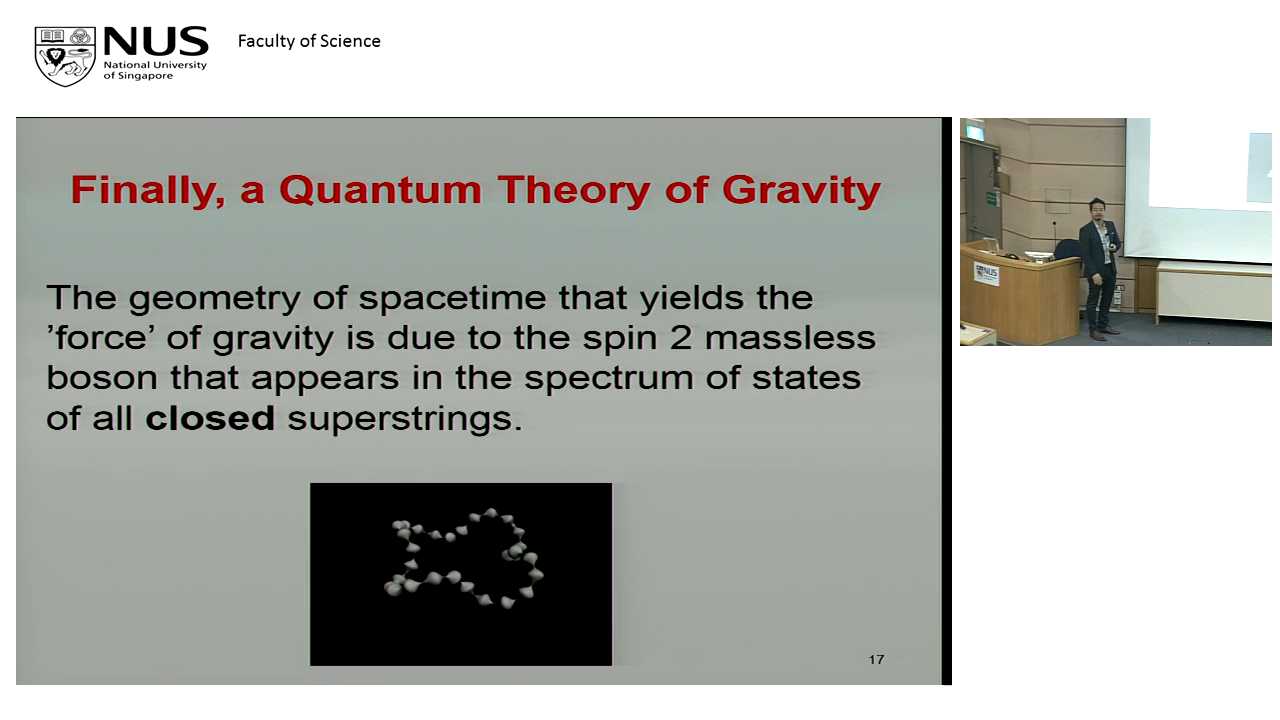 NUS
National University
of Singapore
Faculty of Science
Finally, a Quantum Theory of Gravity
The geometry of spacetime that yields the
’force’ of gravity is due to the spin 2 massless
boson that appears in the spectrum of states
of all closed superstrings.
17
NUS